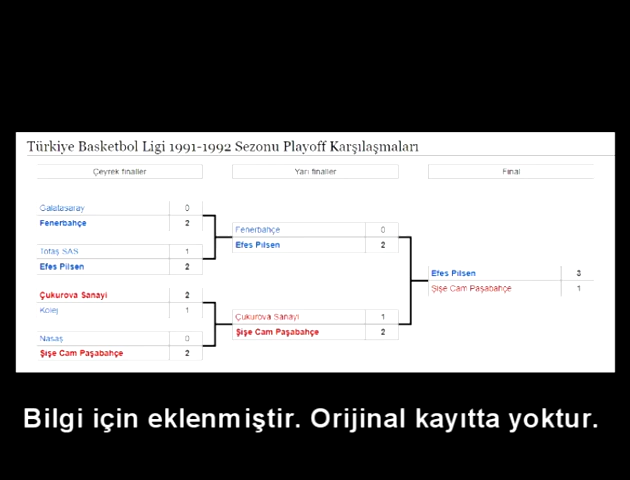 Türkiye Basketbol Ligi 1991-1992 Sezonu Playoff Karşılaşmaları
Çeyrek finaller Yarı finaller Final
Galatasaray 0
Fenerbahçe 2
Tofaş SAS 1
Efes Pilsen 2
Çukurova Sanayi 2
Kolej 1
Nasaş 0
Şişe Cam Paşabahçe 2
Fenerbahçe 0
Efes Pilsen 2
Çukurova Sanayi 1
Şişe Cam Paşabahçe 2
Efes Pilsen 3
Şişe Cam Paşabahçe 1
Bilgi için eklenmiştir. Orijinal kayıtta yoktur.